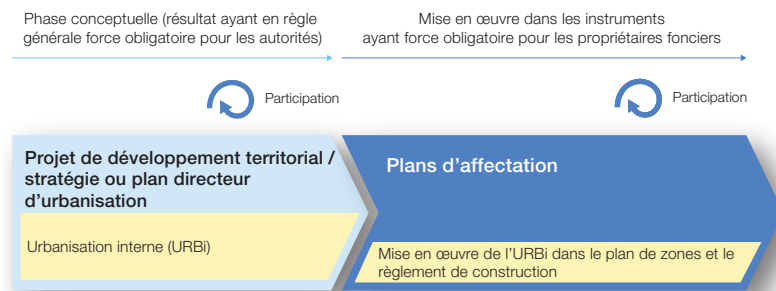 Phase conceptuelle (résultat ayant en règle
générale force obligatoire pour les autorités)
Mise en œuvre dans les instruments
ayant force obligatoire pour les propriétaires fonciers
Participation
Participation
Projet de développement territorial /
stratégie ou plan directeur
d'urbanisation
Urbanisation interne (URBi)
Plans d'affectation
Mise en œuvre de l'URBi dans le plan de zones et le
règlement de construction